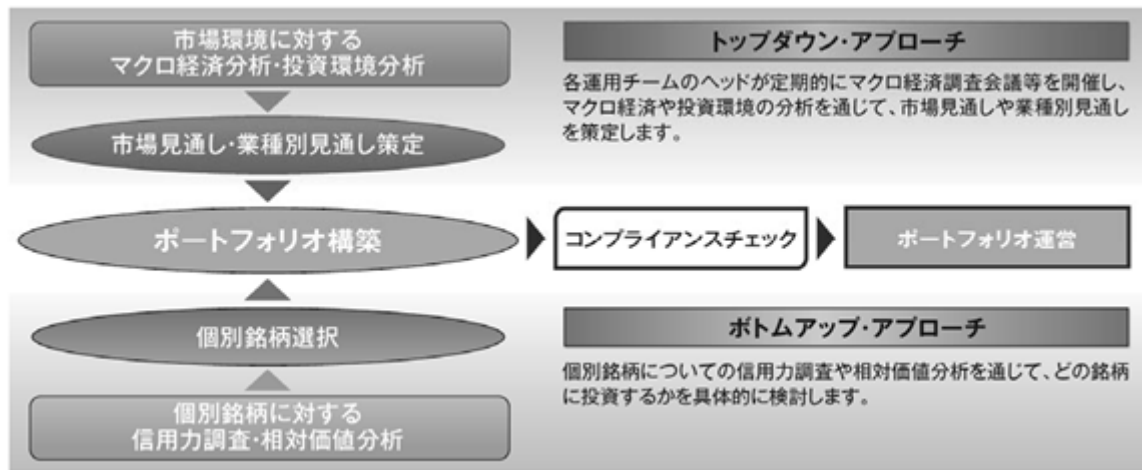 市場環境に対する
マクロ経済分析・投資環境分析
市場見通し・業種別見通し策定
トップダウン・アプローチ
各運用チームのヘッドが定期的にマクロ経済調査会議等を開催し、
マクロ経済や投資環境の分析を通じて、市場見通しや業種別見通し
を策定します。
ポートフォリオ構築
コンプライアンスチェック
ポートフォリオ運営
個別銘柄選択
個別銘柄に対する
信用力調査・相対価値分析
ボトムアップ・アプローチ
個別銘柄についての信用力調査や相対価値分析を通じて、どの銘柄
に投資するかを具体的に検討します。